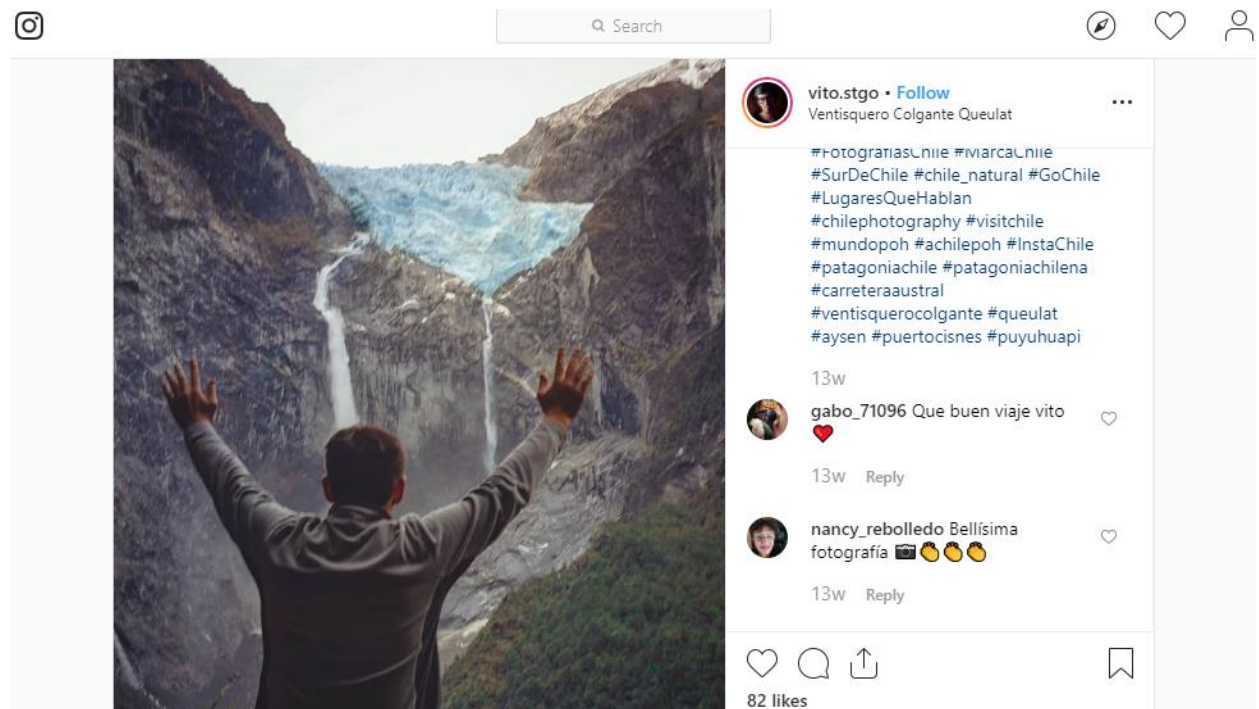 Search
vito.stgo • Follow
Ventisquero Colgante Queulat
#FotografíasChile #MarcaChile
#SurDeChile #chile_natural #GoChile
#LugaresQueHablan
#chilephotography #visitchile
#mundopoh #achilepoh #InstaChile
#patagoniachile #patagoniachilena
#carreteraaustral
#ventisquerocolgante #queulat
#aysen #puertocisnes #puyuhuapi
13w
gabo_71096 Que buen viaje vito
❤️
13w Reply
nancy_rebolledo Bellísima
fotografía 📷👏👏👏
13w Reply
82 likes